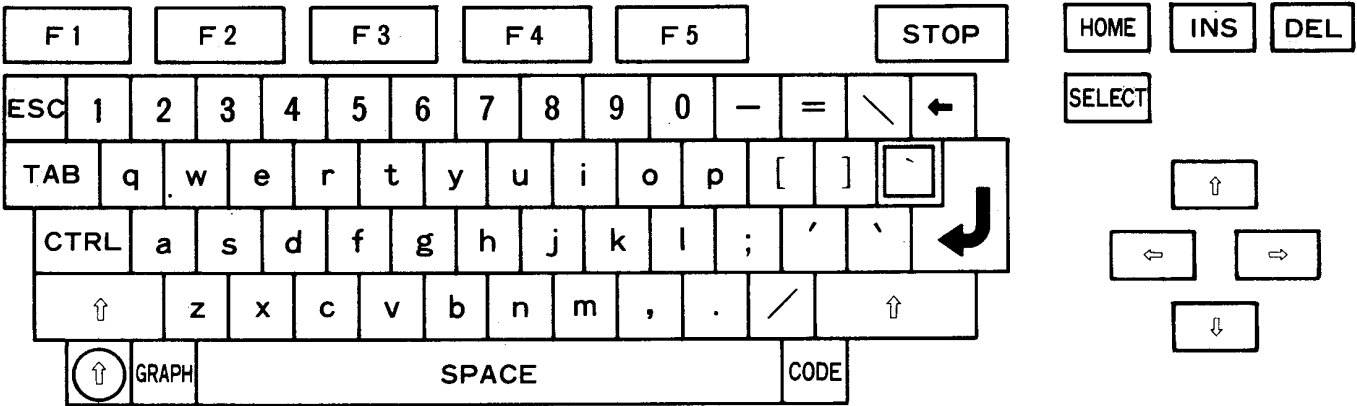 F1 F2 F3 F4 F5 STOP HOME INS DEL
ESC 1 2 3 4 5 6 7 8 9 0 - = \ ← SELECT
TAB q w e r t y u i o p [ ] ` ⇧
CTRL a s d f g h j k l ; ′ ‵ ↵ ⇦ ⇨
⇧ z x c v b n m , . / ⇧ ⇩
⇧ GRAPH SPACE CODE